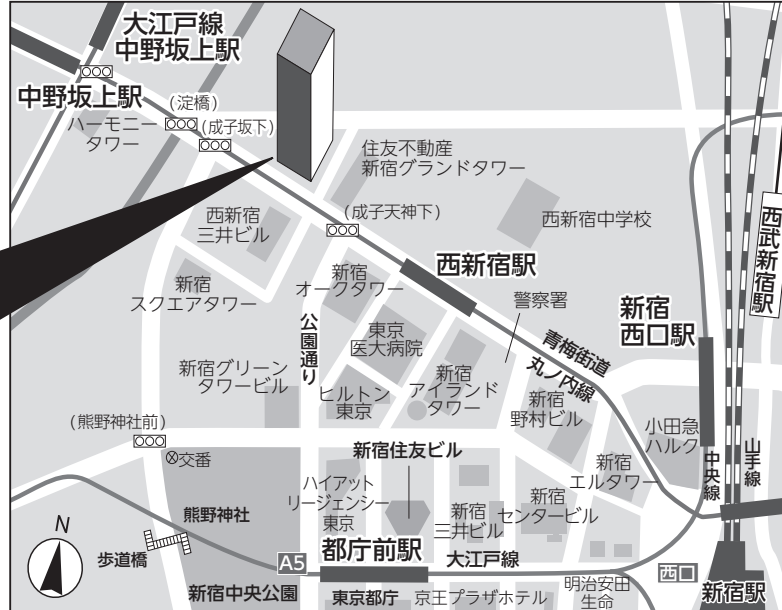 大江戸線
中野坂上駅
中野坂上駅
(淀橋)
ハーモニー
タワー
(成子坂下)
住友不動産
新宿グランドタワー
西新宿
三井ビル
(成子天神下)
西新宿中学校
西武新宿駅
新宿
スクエアタワー
新宿
オークタワー
西新宿駅
警察署
新宿
西口駅
公園通り
東京
医大病院
青梅街道
丸ノ内線
新宿グリーン
タワービル
ヒルトン
東京
新宿
アイランド
タワー
新宿
野村ビル
小田急
ハルク
中央線
山手線
(熊野神社前)
交番
新宿住友ビル
ハイアット
リージェンシー
東京
新宿
三井ビル
新宿
センタービル
新宿
エルタワー
熊野神社
N
歩道橋
A5
都庁前駅
大江戸線
西口
新宿駅
新宿中央公園
東京都庁
京王プラザホテル
明治安田
生命